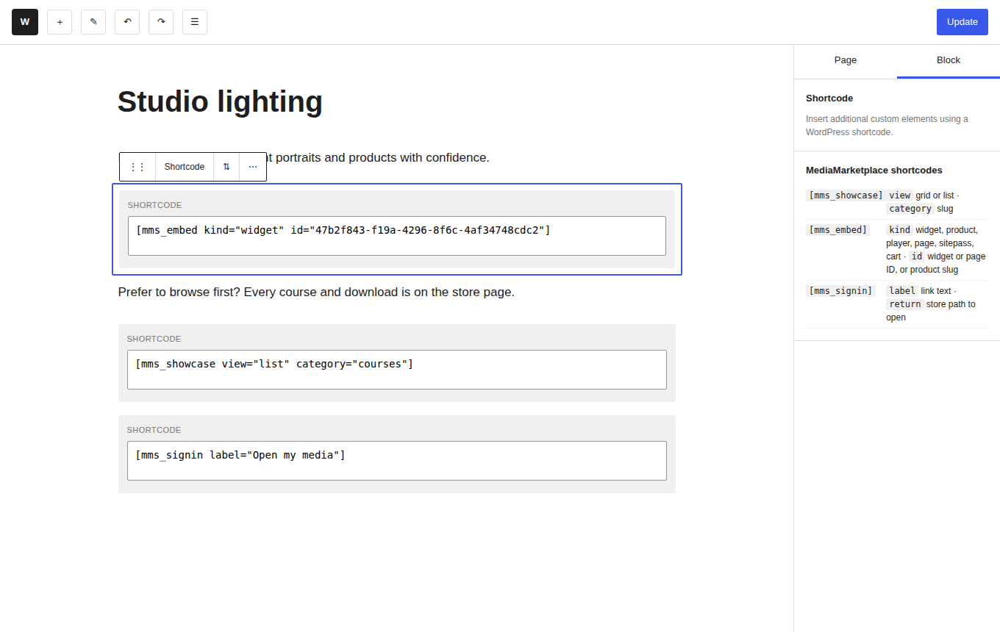 W + ✎ ↶ ↷ ☰ Update
Page Block
Studio lighting
portraits and products with confidence.
⋮⋮ Shortcode ⇅ ⋯
SHORTCODE
[mms_embed kind="widget" id="47b2f843-f19a-4296-8f6c-4af34748cdc2"]
Prefer to browse first? Every course and download is on the store page.
SHORTCODE
[mms_showcase view="list" category="courses"]
SHORTCODE
[mms_signin label="Open my media"]
Shortcode
Insert additional custom elements using a
WordPress shortcode.
MediaMarketplace shortcodes
[mms_showcase] view grid or list ·
category slug
[mms_embed] kind widget, product,
player, page, sitepass,
cart · id widget or page
ID, or product slug
[mms_signin] label link text ·
return store path to
open